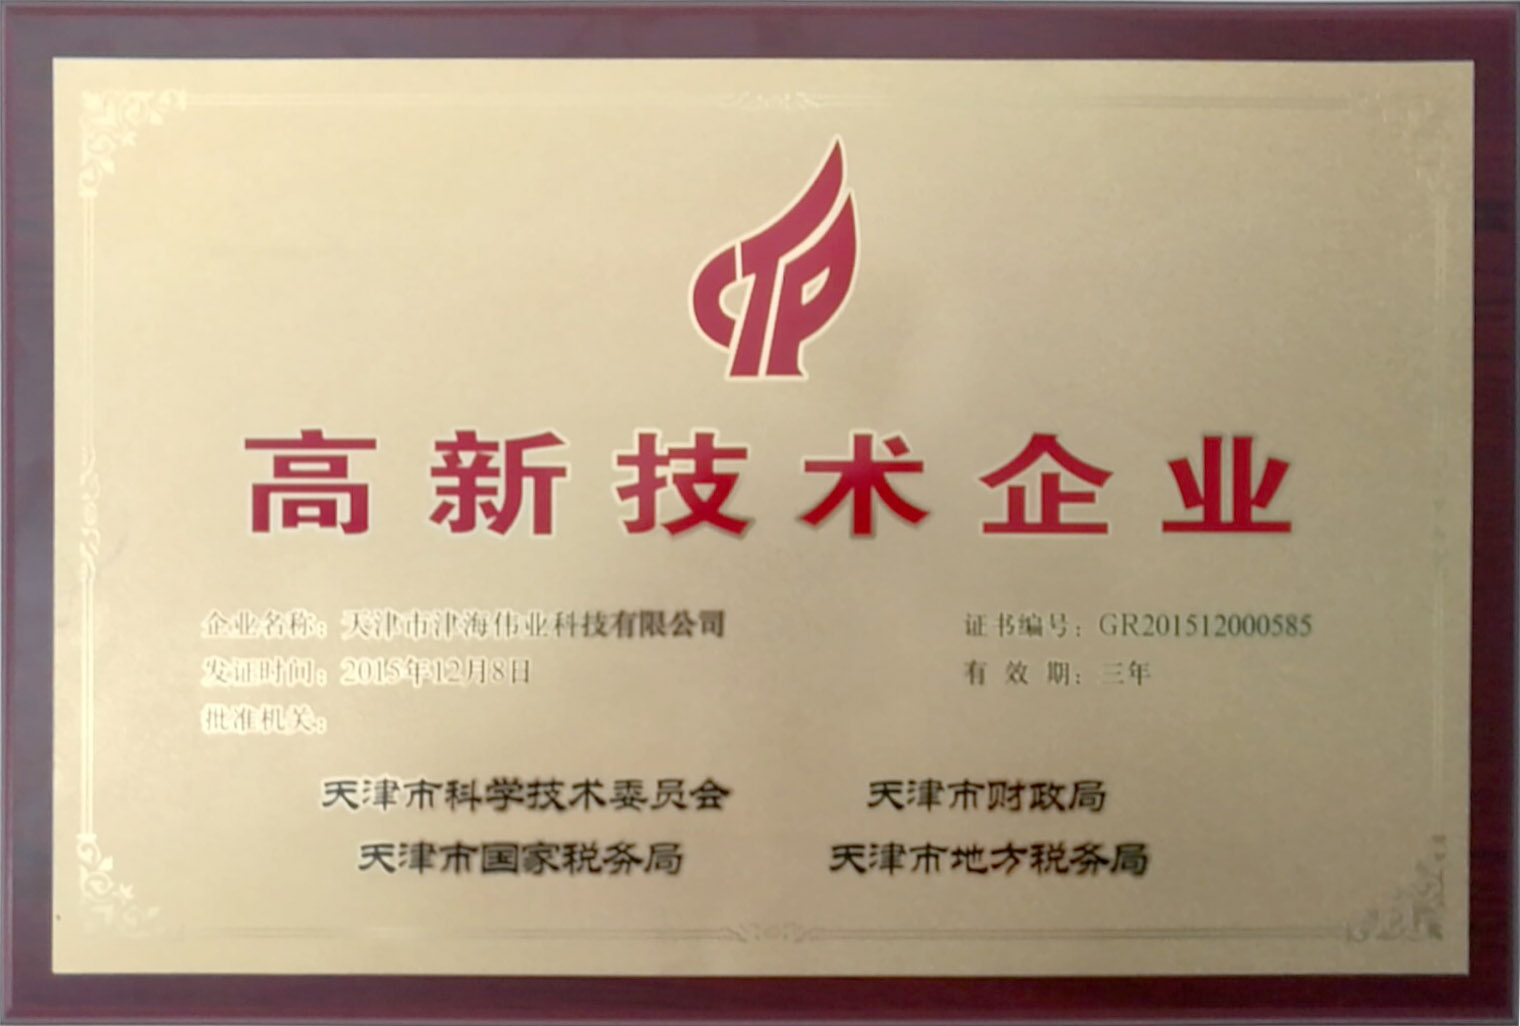 CTP
高新技术企业
企业名称：天津市津海伟业科技有限公司 证书编号：GR201512000585
发证时间：2015年12月8日 有效期：三年
批准机关：
天津市科学技术委员会 天津市财政局
天津市国家税务局 天津市地方税务局